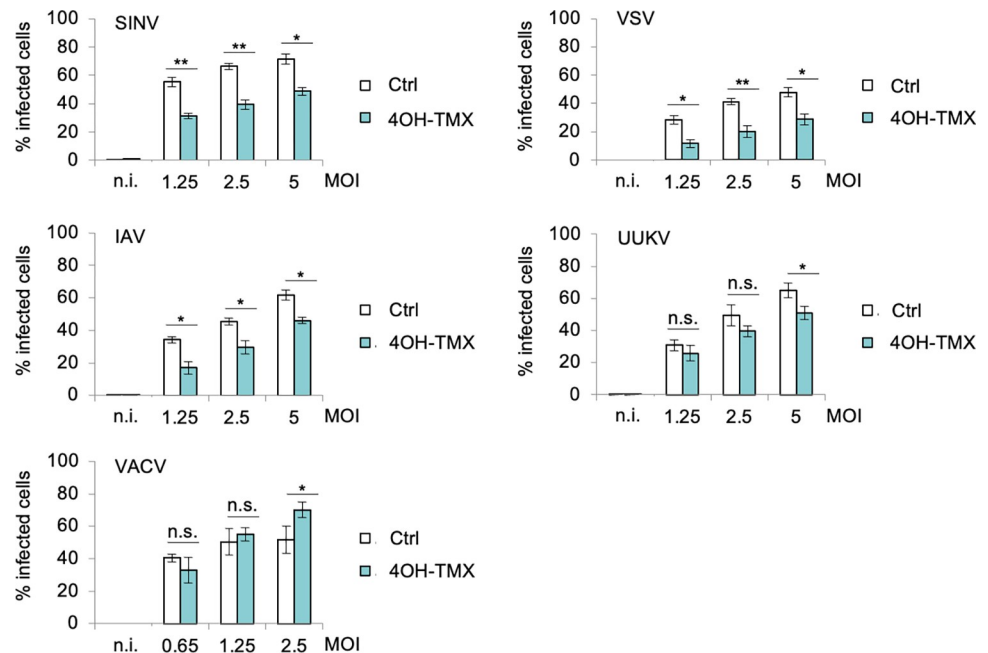 SINV
% infected cells
100
80
60
40
20
0
** ** *
Ctrl
4OH-TMX
n.i. 1.25 2.5 5 MOI
VSV
% infected cells
100
80
60
40
20
0
* ** *
Ctrl
4OH-TMX
n.i. 1.25 2.5 5 MOI
IAV
% infected cells
100
80
60
40
20
0
* * *
Ctrl
4OH-TMX
n.i. 1.25 2.5 5 MOI
UUKV
% infected cells
100
80
60
40
20
0
n.s. n.s. *
Ctrl
4OH-TMX
n.i. 1.25 2.5 5 MOI
VACV
% infected cells
100
80
60
40
20
0
n.s. n.s. *
Ctrl
4OH-TMX
n.i. 0.65 1.25 2.5 MOI